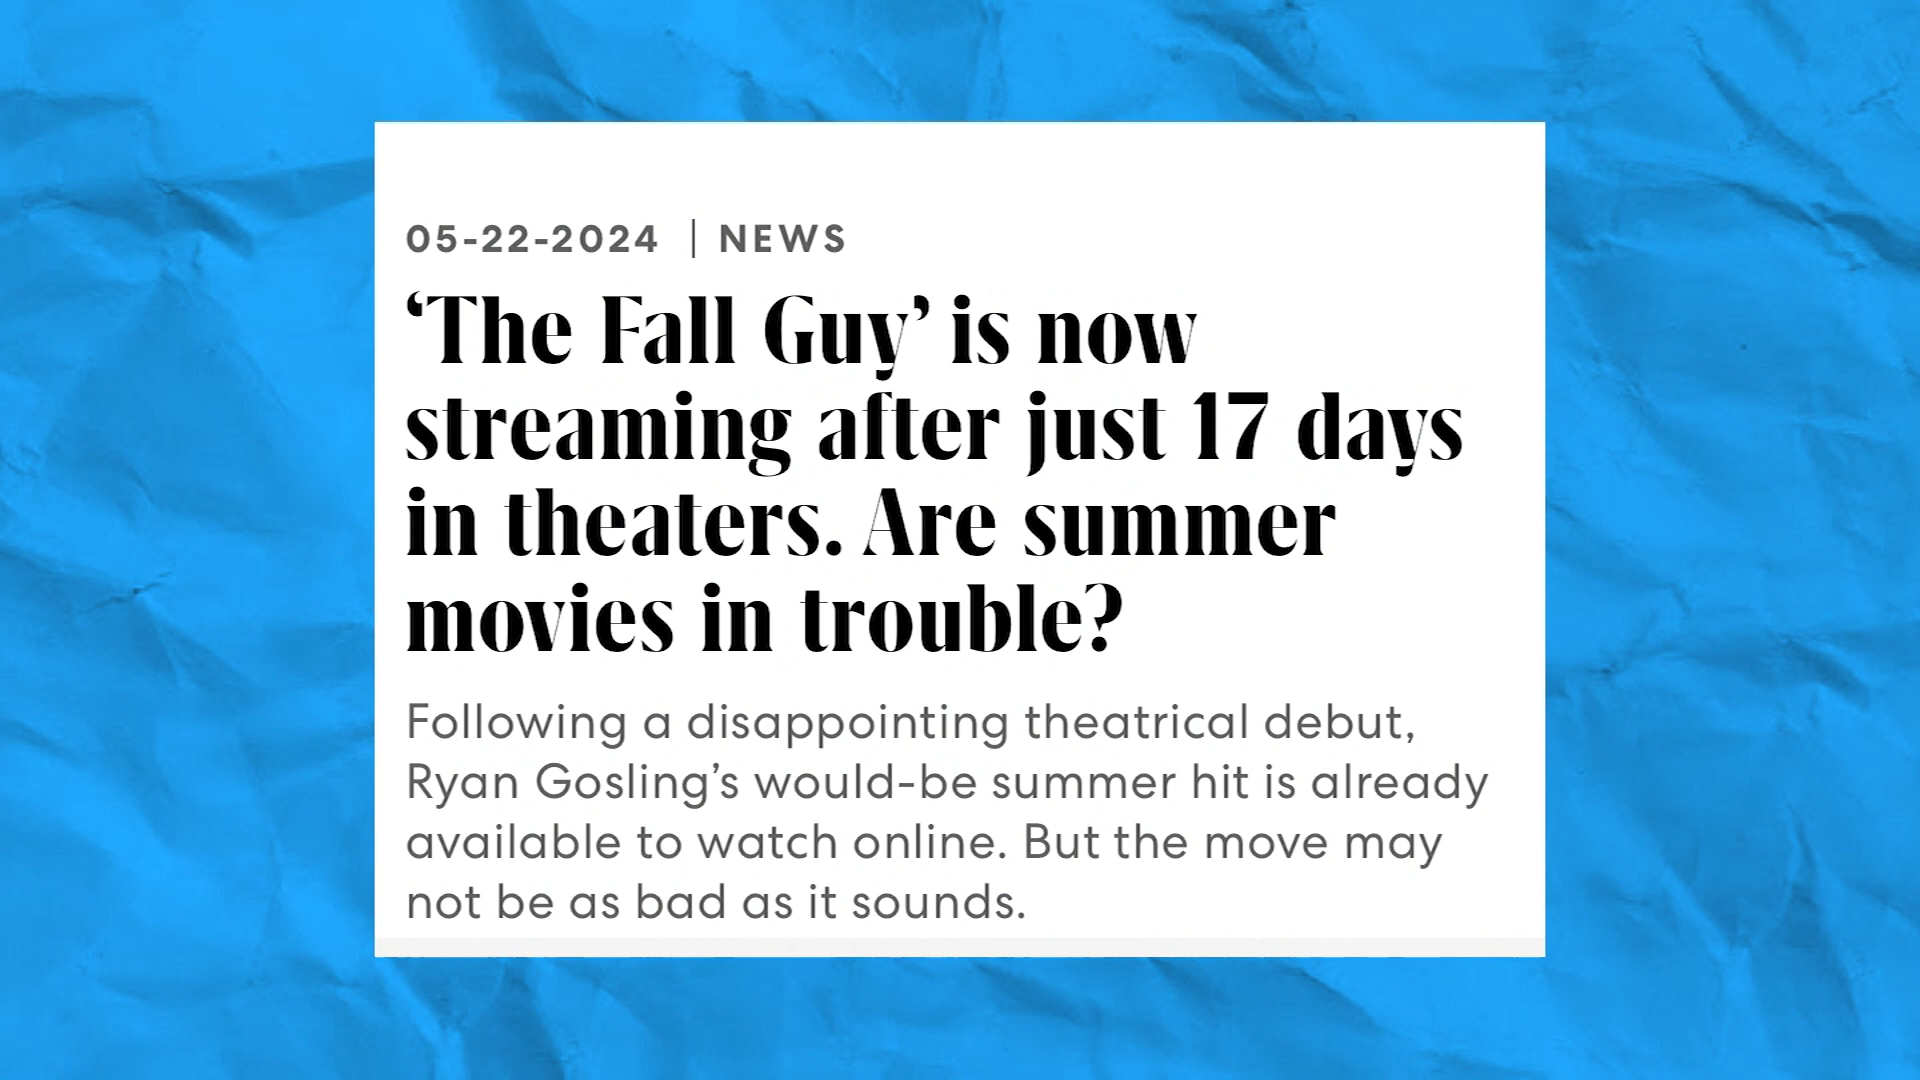 05-22-2024 | NEWS
‘The Fall Guy’ is now
streaming after just 17 days
in theaters. Are summer
movies in trouble?
Following a disappointing theatrical debut,
Ryan Gosling’s would-be summer hit is already
available to watch online. But the move may
not be as bad as it sounds.